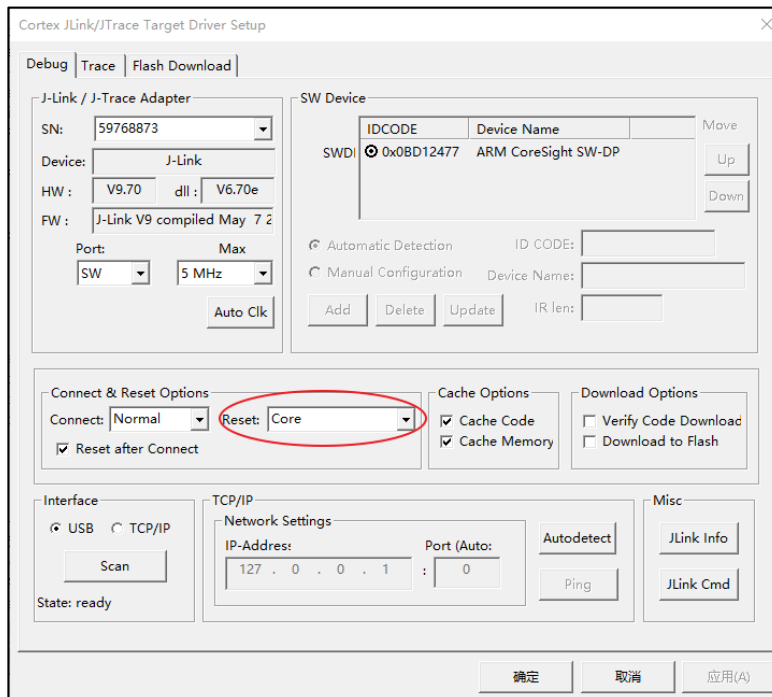 Cortex JLink/JTrace Target Driver Setup
Debug Trace Flash Download
J-Link / J-Trace Adapter
SN: 59768873
Device: J-Link
HW : V9.70 dll : V6.70e
FW : J-Link V9 compiled May 7 2
Port: Max
SW 5 MHz
Auto Clk
SW Device
IDCODE Device Name
SWDI 0x0BD12477 ARM CoreSight SW-DP
Move
Up
Down
Automatic Detection ID CODE:
Manual Configuration Device Name:
Add Delete Update IR len:
Connect & Reset Options
Connect: Normal Reset: Core
Reset after Connect
Cache Options
Cache Code
Cache Memory
Download Options
Verify Code Download
Download to Flash
Interface
USB TCP/IP
Scan
State: ready
TCP/IP
Network Settings
IP-Address Port (Auto:
127 . 0 . 0 . 1 : 0
Autodetect
Ping
Misc
JLink Info
JLink Cmd
确定 取消 应用(A)